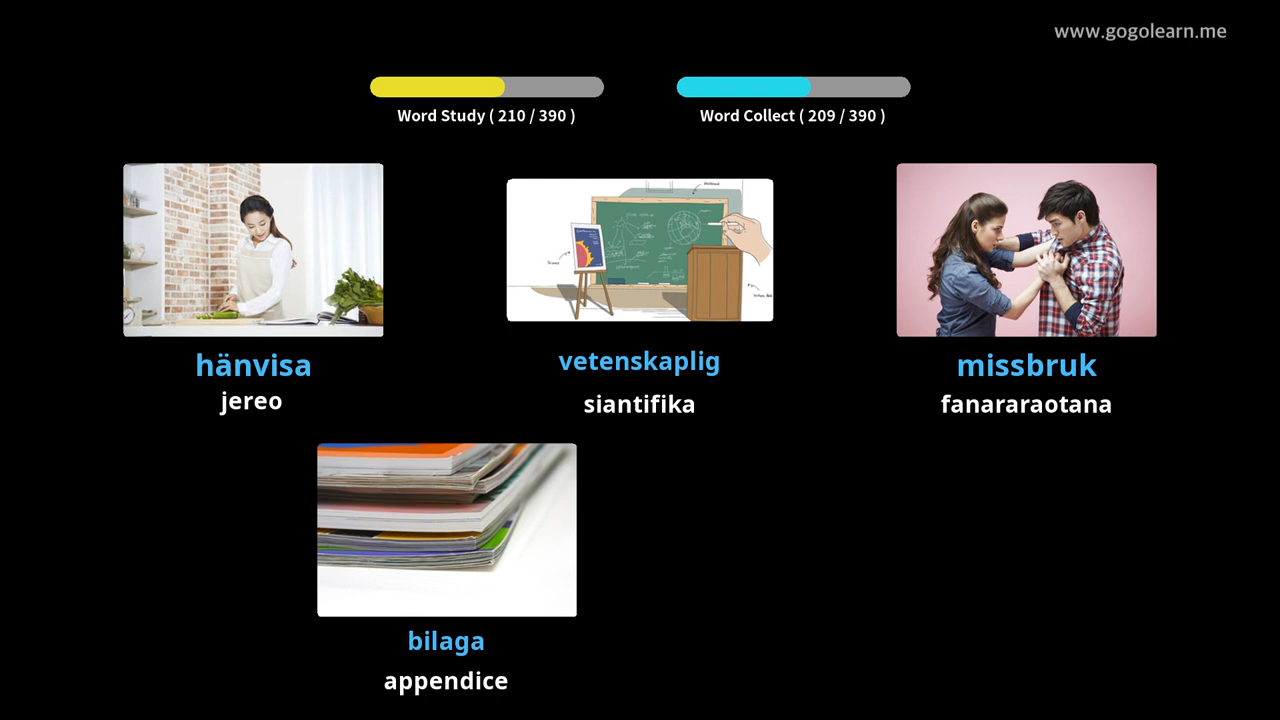 www.gogolearn.me
Word Study ( 210 / 390 )
Word Collect ( 209 / 390 )
hänvisa
jereo
vetenskaplig
siantifika
missbruk
fanararaotana
bilaga
appendice